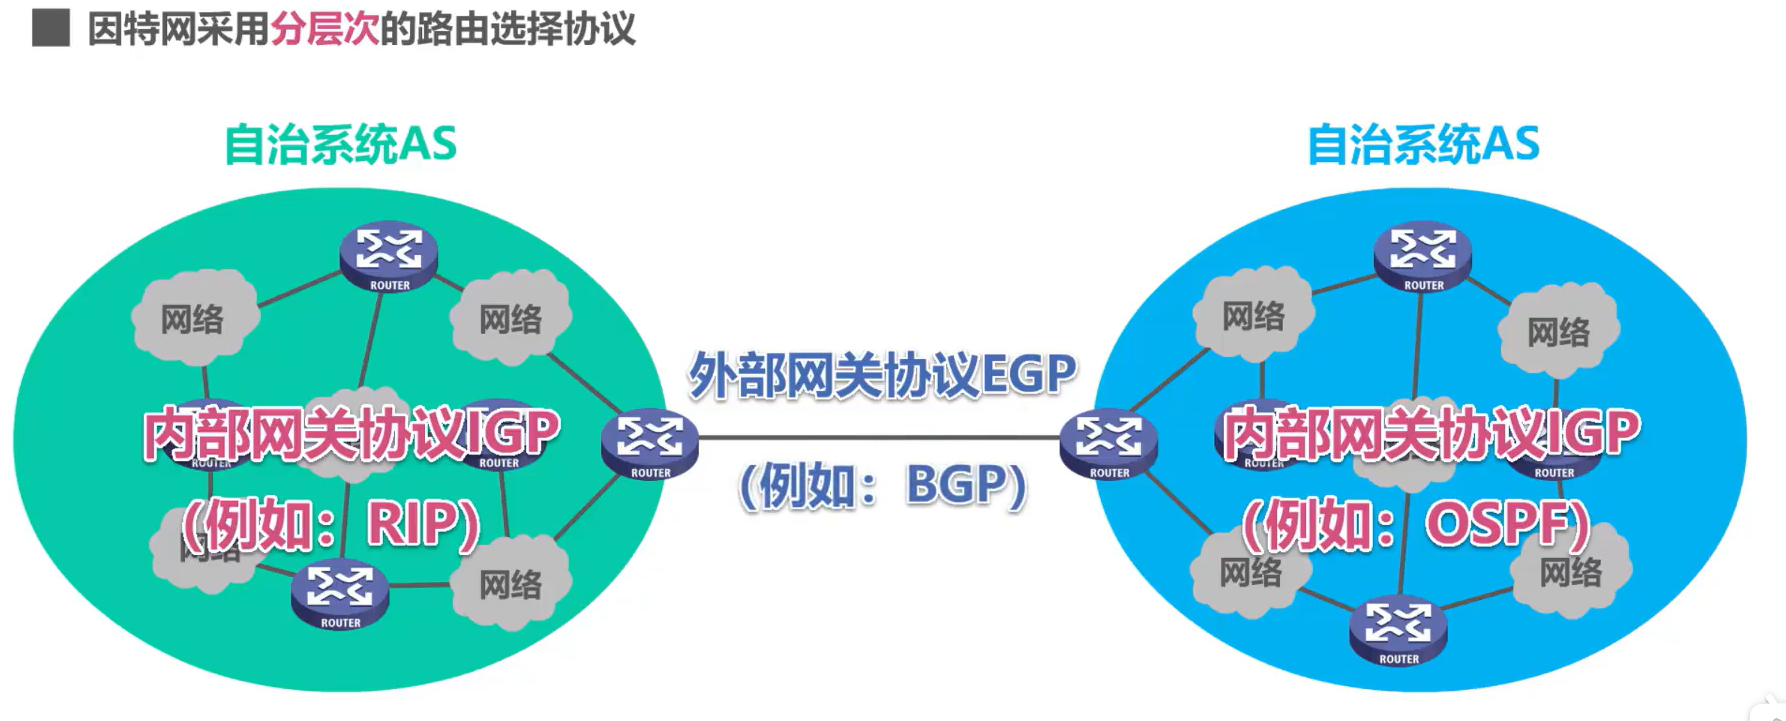 因特网采用分层次的路由选择协议
自治系统AS
自治系统AS
ROUTER
ROUTER
网络
网络
网络
网络
外部网关协议EGP
(例如：BGP)
内部网关协议IGP
(例如：RIP)
内部网关协议IGP
(例如：OSPF)
ROUTER
ROUTER
ROUTER
ROUTER
ROUTER
ROUTER
网络
网络
网络
网络
ROUTER
ROUTER